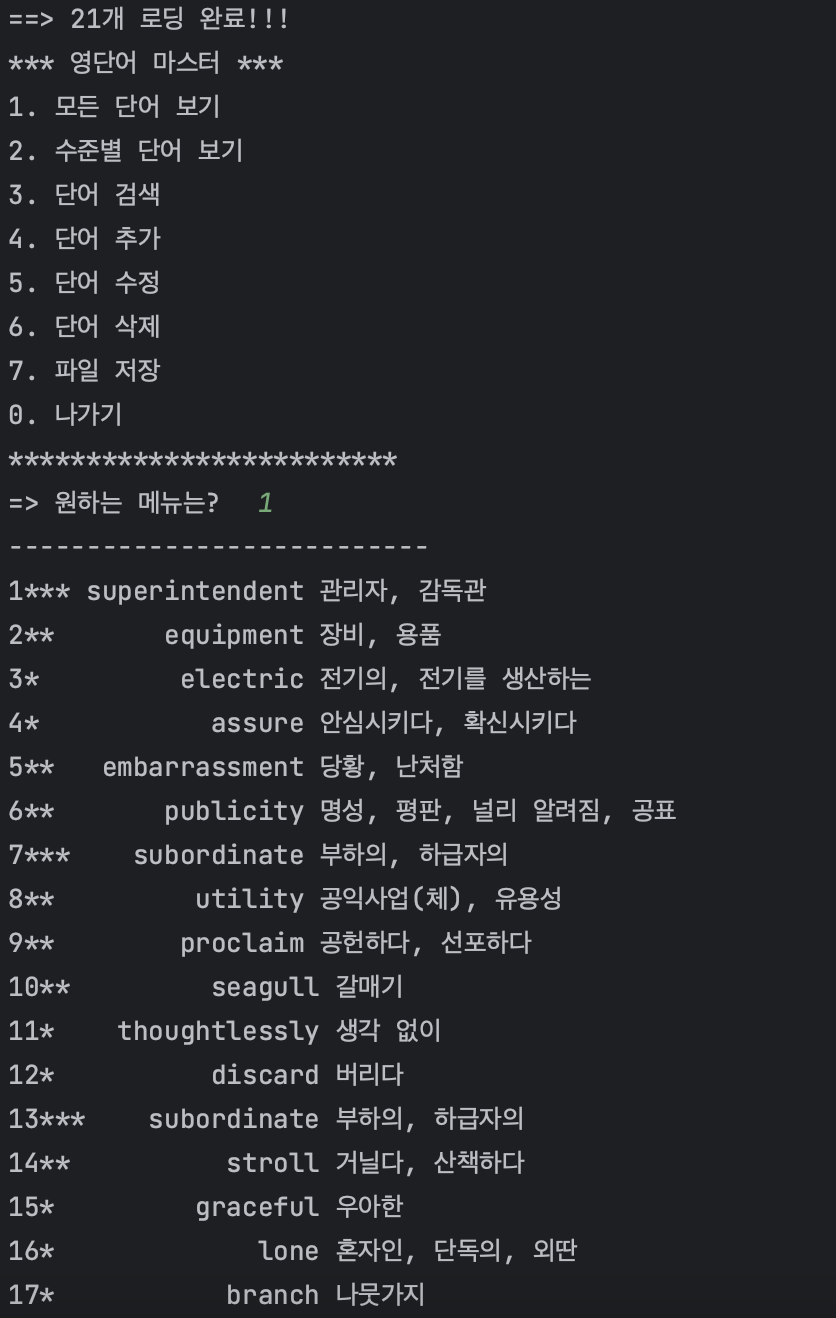 ==> 21개 로딩 완료!!!
*** 영단어 마스터 ***
1. 모든 단어 보기
2. 수준별 단어 보기
3. 단어 검색
4. 단어 추가
5. 단어 수정
6. 단어 삭제
7. 파일 저장
0. 나가기
*************************
=> 원하는 메뉴는? 1
---------------------------
1*** superintendent 관리자, 감독관
2**       equipment 장비, 용품
3*         electric 전기의, 전기를 생산하는
4*           assure 안심시키다, 확신시키다
5**   embarrassment 당황, 난처함
6**       publicity 명성, 평판, 널리 알려짐, 공표
7***    subordinate 부하의, 하급자의
8**         utility 공익사업(체), 유용성
9**        proclaim 공헌하다, 선포하다
10**         seagull 갈매기
11*    thoughtlessly 생각 없이
12*          discard 버리다
13***    subordinate 부하의, 하급자의
14**          stroll 거닐다, 산책하다
15*         graceful 우아한
16*             lone 혼자인, 단독의, 외딴
17*           branch 나뭇가지